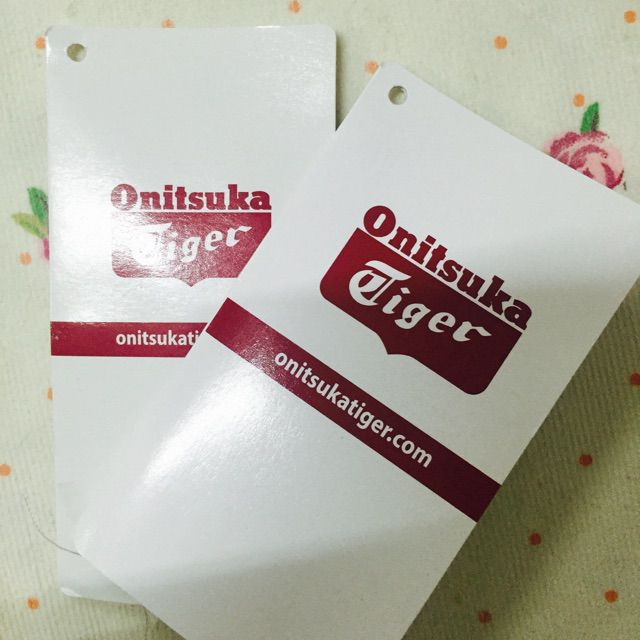 Onitsuka
Tiger
onitsukati
Onitsuka
Tiger
onitsukatiger.com